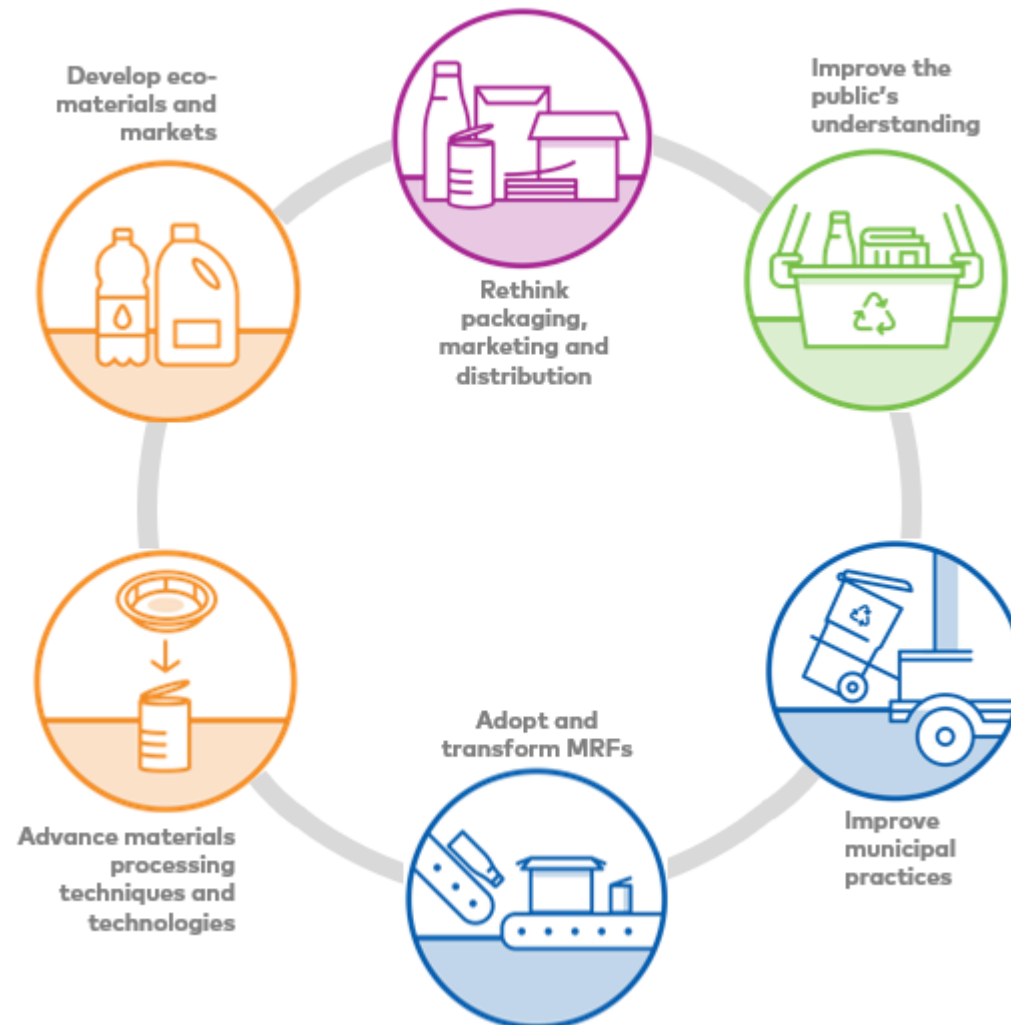 Develop eco-
materials and
markets
Improve the
public's
understanding
Rethink
packaging,
marketing and
distribution
Adopt and
transform MRFs
Improve
municipal
practices
Advance materials
processing
techniques and
technologies